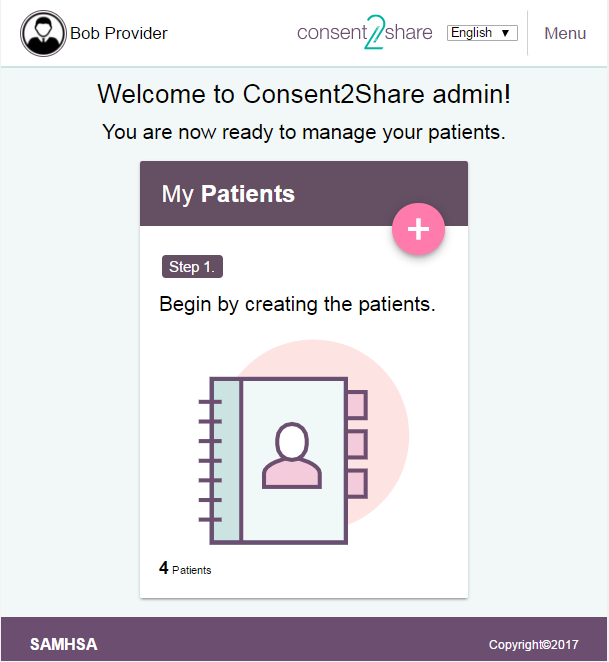 Bob Provider
consent2share
English
Menu
Welcome to Consent2Share admin!
You are now ready to manage your patients.
My Patients
+
Step 1.
Begin by creating the patients.
4 Patients
SAMHSA
Copyright©2017